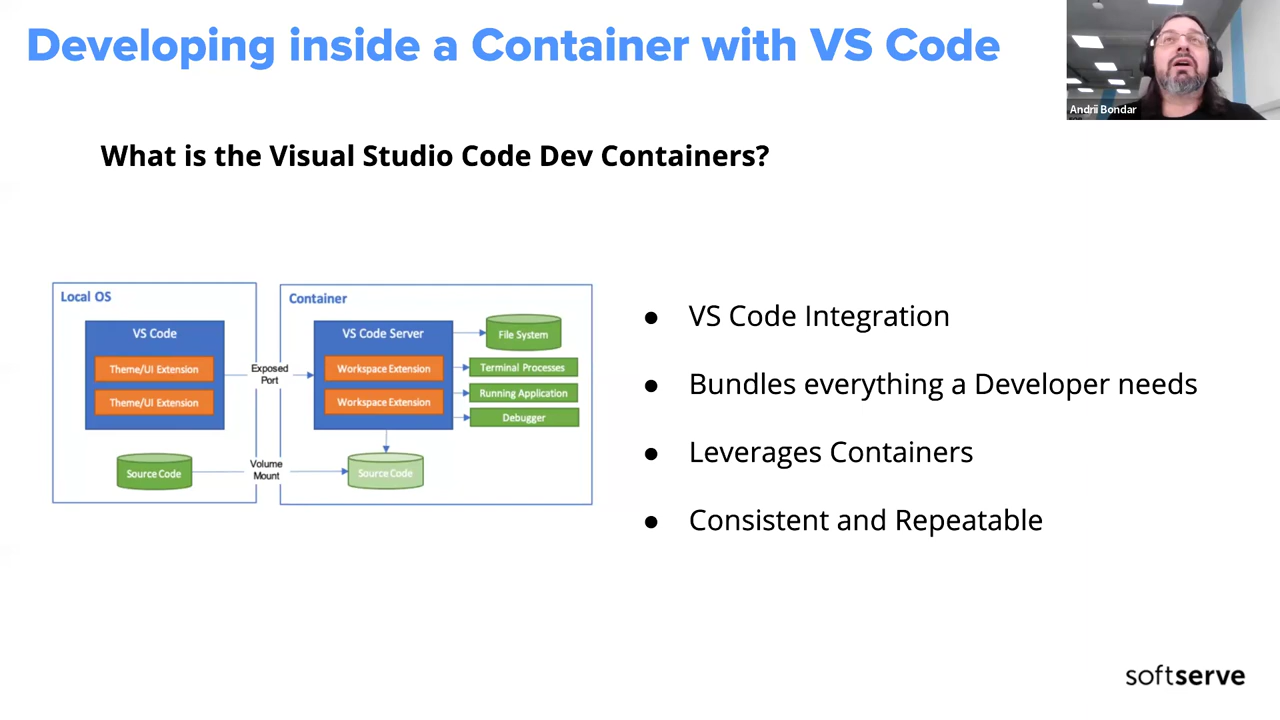 Developing inside a Container with VS Code
Andrii Bondar
What is the Visual Studio Code Dev Containers?
Local OS
VS Code
Theme/UI Extension
Theme/UI Extension
Source Code
Exposed
Port
Volume
Mount
Container
VS Code Server
Workspace Extension
Workspace Extension
File System
Terminal Processes
Running Application
Debugger
Source Code
● VS Code Integration
● Bundles everything a Developer needs
● Leverages Containers
● Consistent and Repeatable
softserve